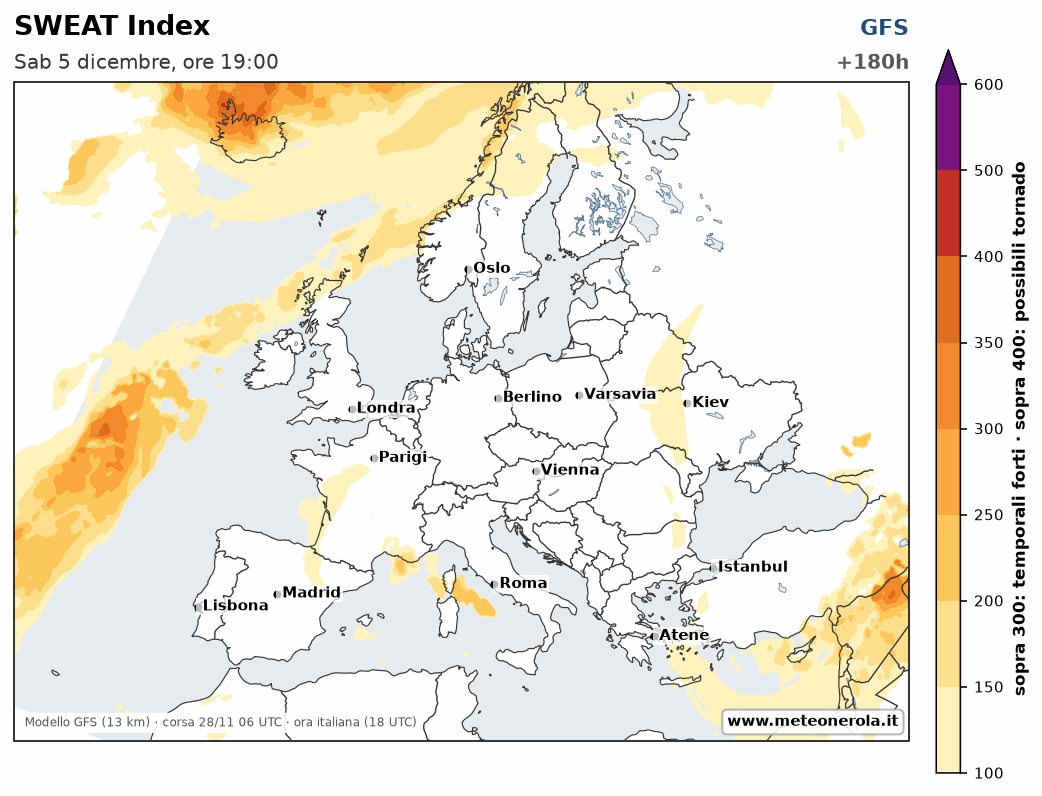 SWEAT Index
GFS
Sab 5 dicembre, ore 19:00
+180h
600
500
400
350
300
250
200
150
100
sopra 300: temporali forti · sopra 400: possibili tornado
Oslo
Berlino
Varsavia
Kiev
Londra
Parigi
Vienna
Istanbul
Roma
Madrid
Lisbona
Atene
Modello GFS (13 km) · corsa 28/11 06 UTC · ora italiana (18 UTC)
www.meteonerola.it